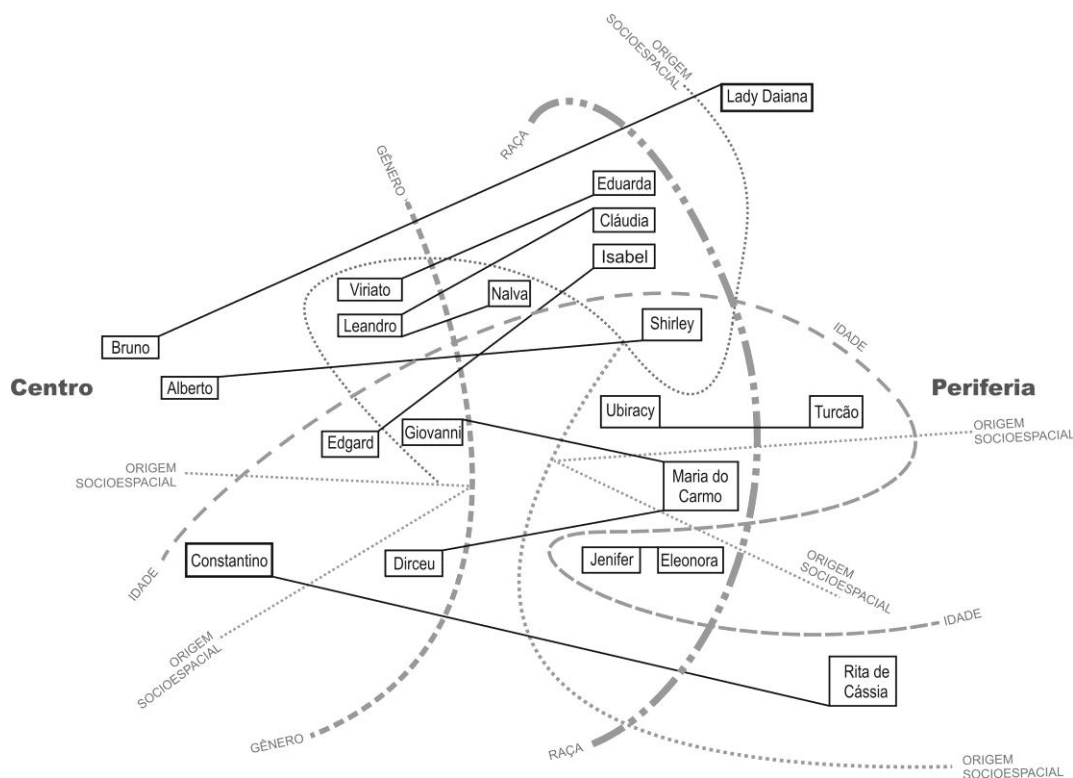 ORIGEM
SOCIOESPACIAL
Lady Daiana
RAÇA
GÊNERO
Eduarda
Cláudia
Isabel
Viriato
Nalva
Leandro
Shirley
IDADE
Bruno
Centro
Alberto
Periferia
Ubiracy
Turcão
Edgard
Giovanni
ORIGEM
SOCIOESPACIAL
ORIGEM
SOCIOESPACIAL
Maria do
Carmo
Constantino
Dirceu
Jenifer
Eleonora
IDADE
ORIGEM
SOCIOESPACIAL
IDADE
ORIGEM
SOCIOESPACIAL
Rita de
Cássia
GÊNERO
RAÇA
ORIGEM
SOCIOESPACIAL